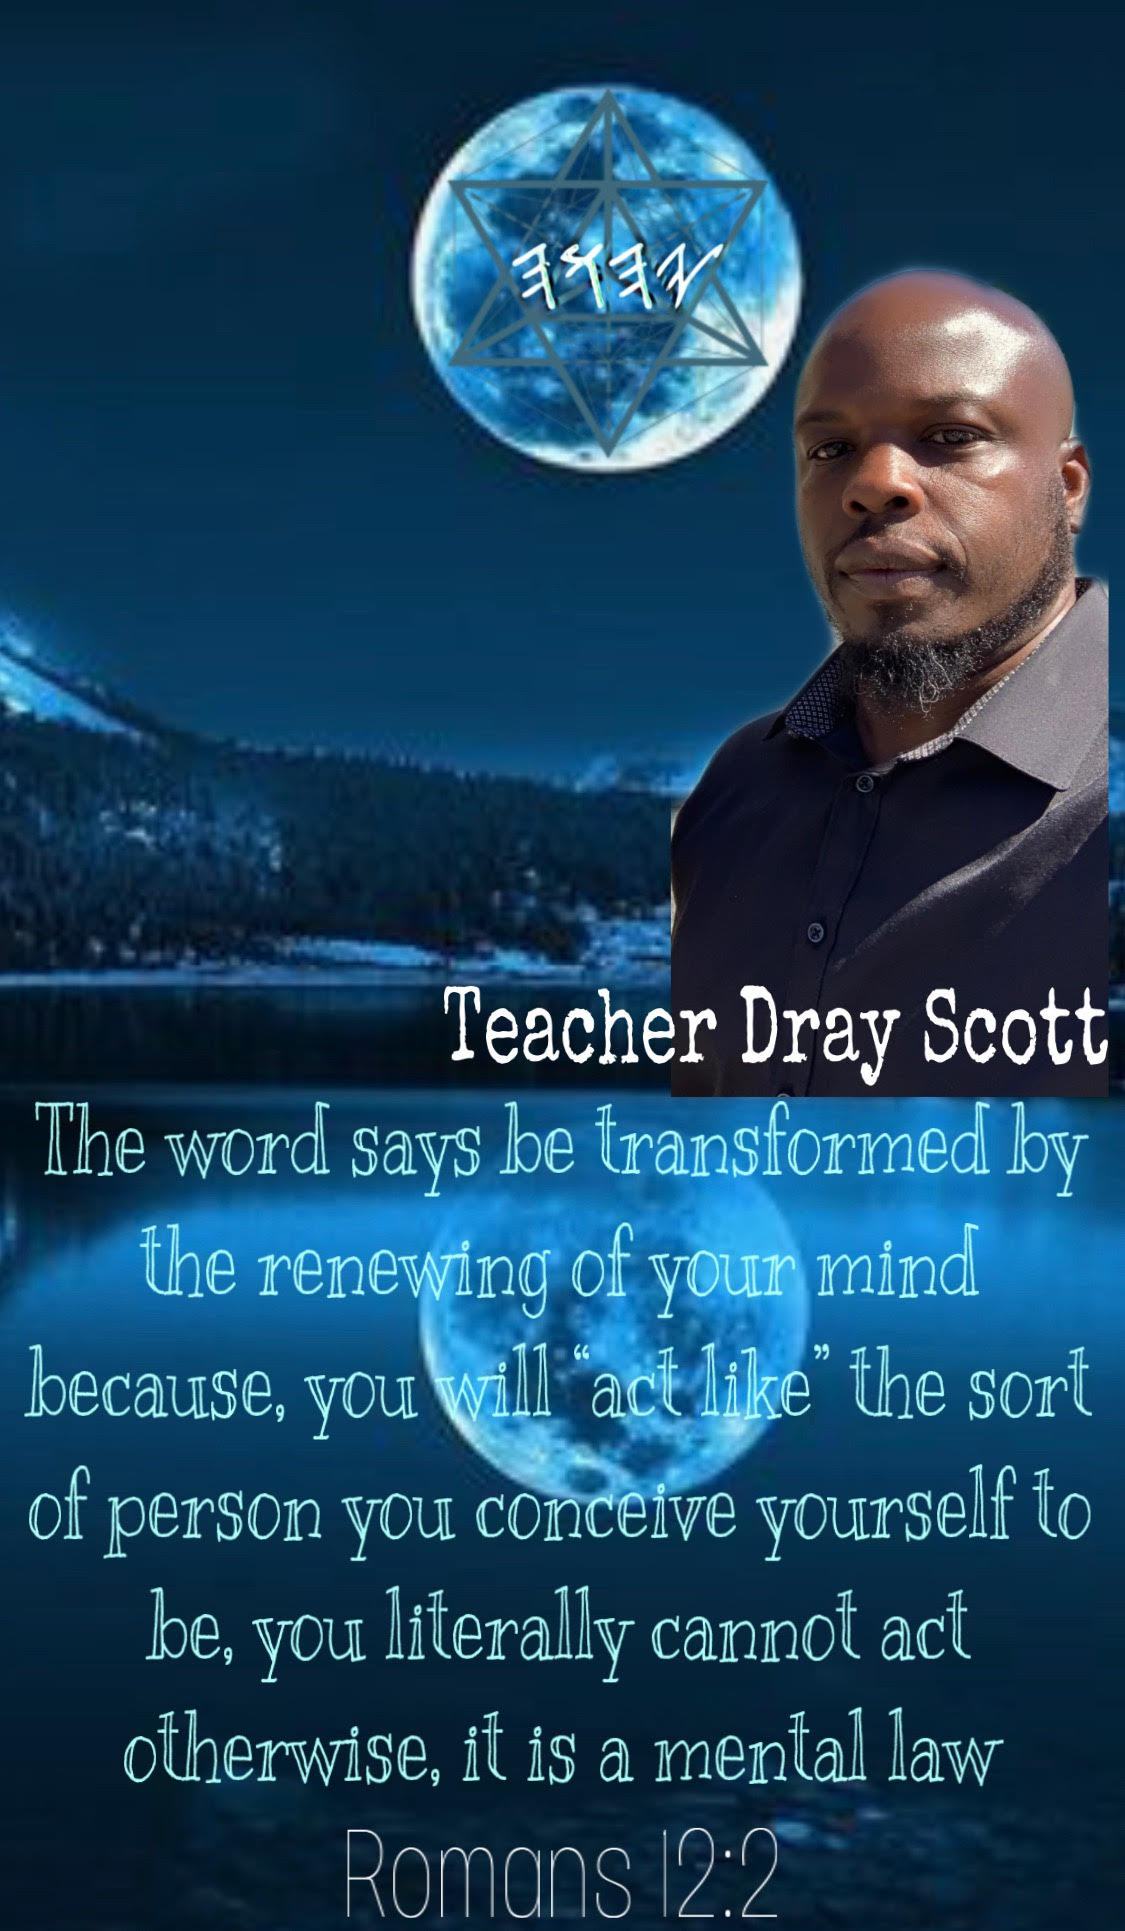 𐤉𐤄𐤅𐤄
Teacher Dray Scott
The word says be transformed by
the renewing of your mind
because, you will “act like” the sort
of person you conceive yourself to
be, you literally cannot act
otherwise, it is a mental law
Romans 12:2